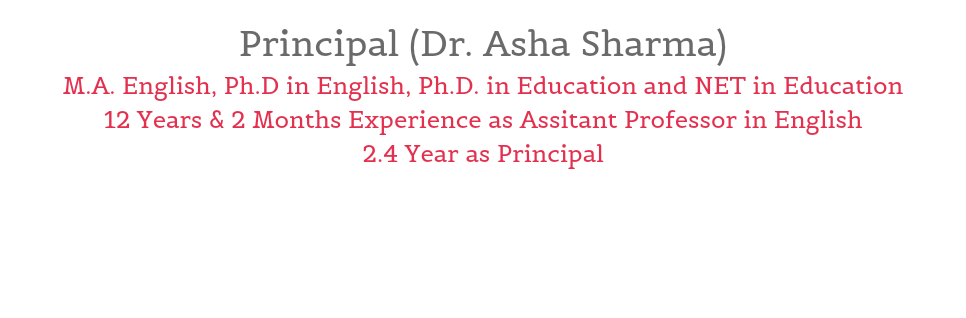 Principal (Dr. Asha Sharma)
M.A. English, Ph.D in English, Ph.D. in Education and NET in Education
12 Years & 2 Months Experience as Assitant Professor in English
2.4 Year as Principal